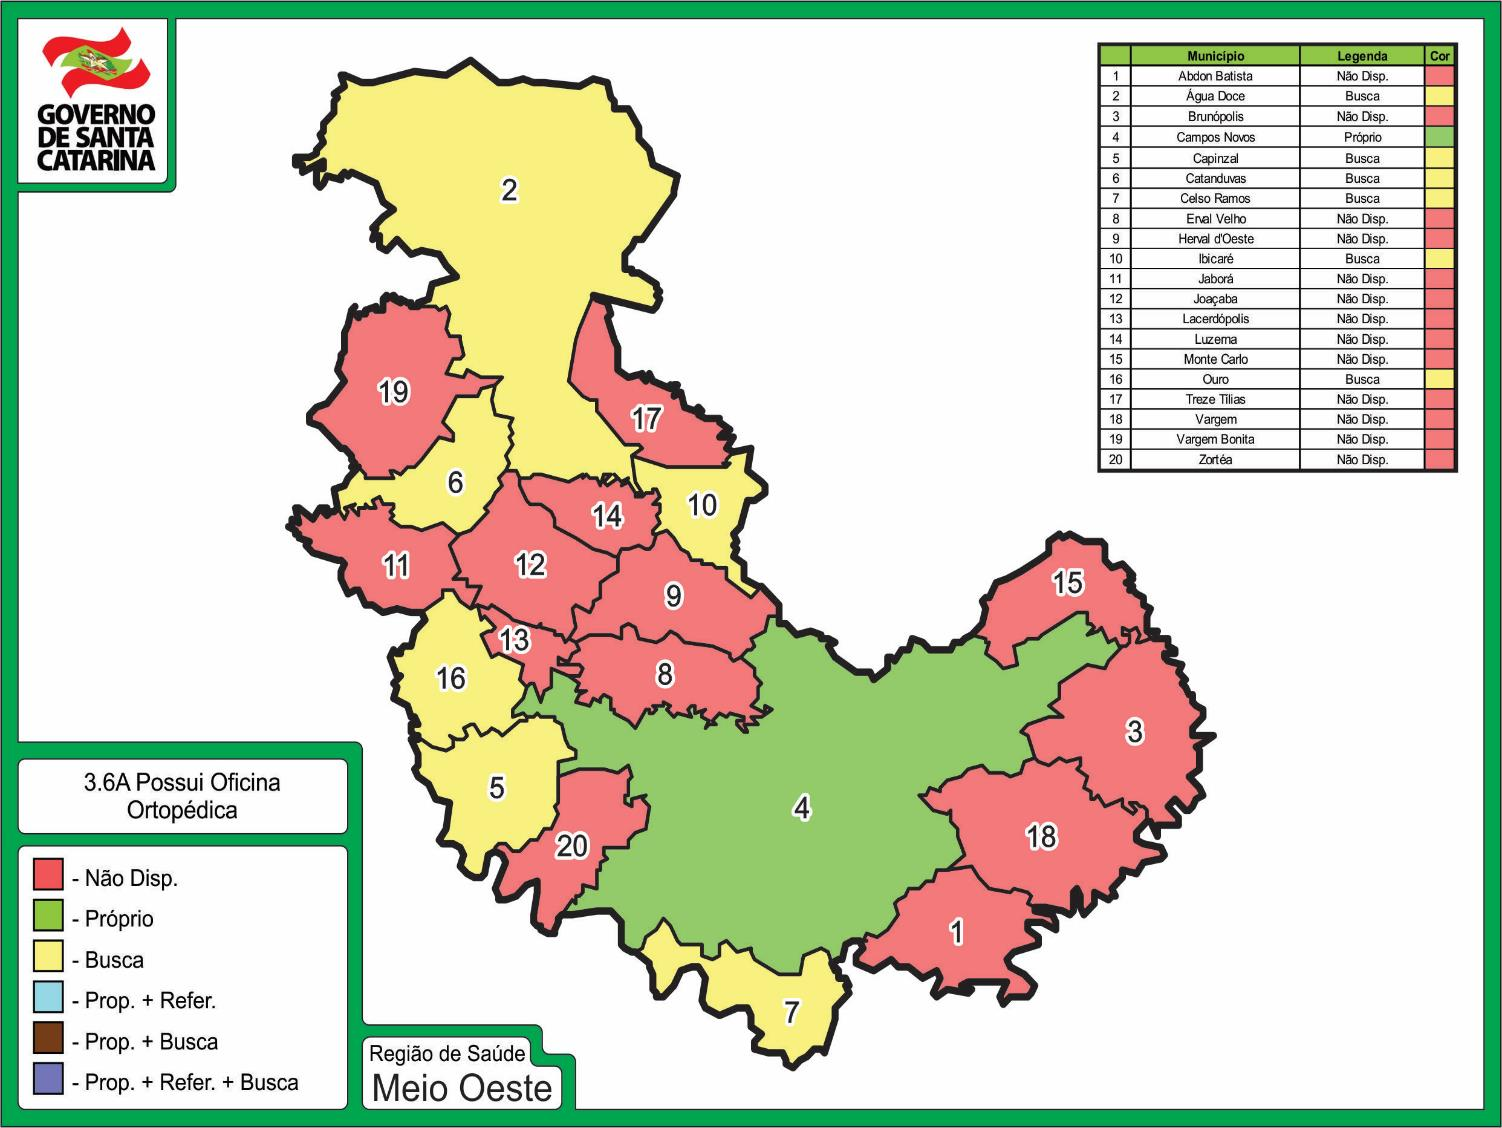 GOVERNO
DE SANTA
CATARINA
Município Legenda Cor
1 Abdon Batista Não Disp.
2 Água Doce Busca
3 Brunópolis Não Disp.
4 Campos Novos Próprio
5 Capinzal Busca
6 Catanduvas Busca
7 Celso Ramos Busca
8 Erval Velho Não Disp.
9 Herval d'Oeste Não Disp.
10 Ibicaré Busca
11 Jaborá Não Disp.
12 Joaçaba Não Disp.
13 Lacerdópolis Não Disp.
14 Luzerna Não Disp.
15 Monte Carlo Não Disp.
16 Ouro Busca
17 Treze Tílias Não Disp.
18 Vargem Não Disp.
19 Vargem Bonita Não Disp.
20 Zortéa Não Disp.
2
19
17
6
10
14
11
12
15
9
13
8
16
3
5
4
18
20
1
7
3.6A Possui Oficina
Ortopédica
- Não Disp.
- Próprio
- Busca
- Prop. + Refer.
- Prop. + Busca
- Prop. + Refer. + Busca
Região de Saúde
Meio Oeste